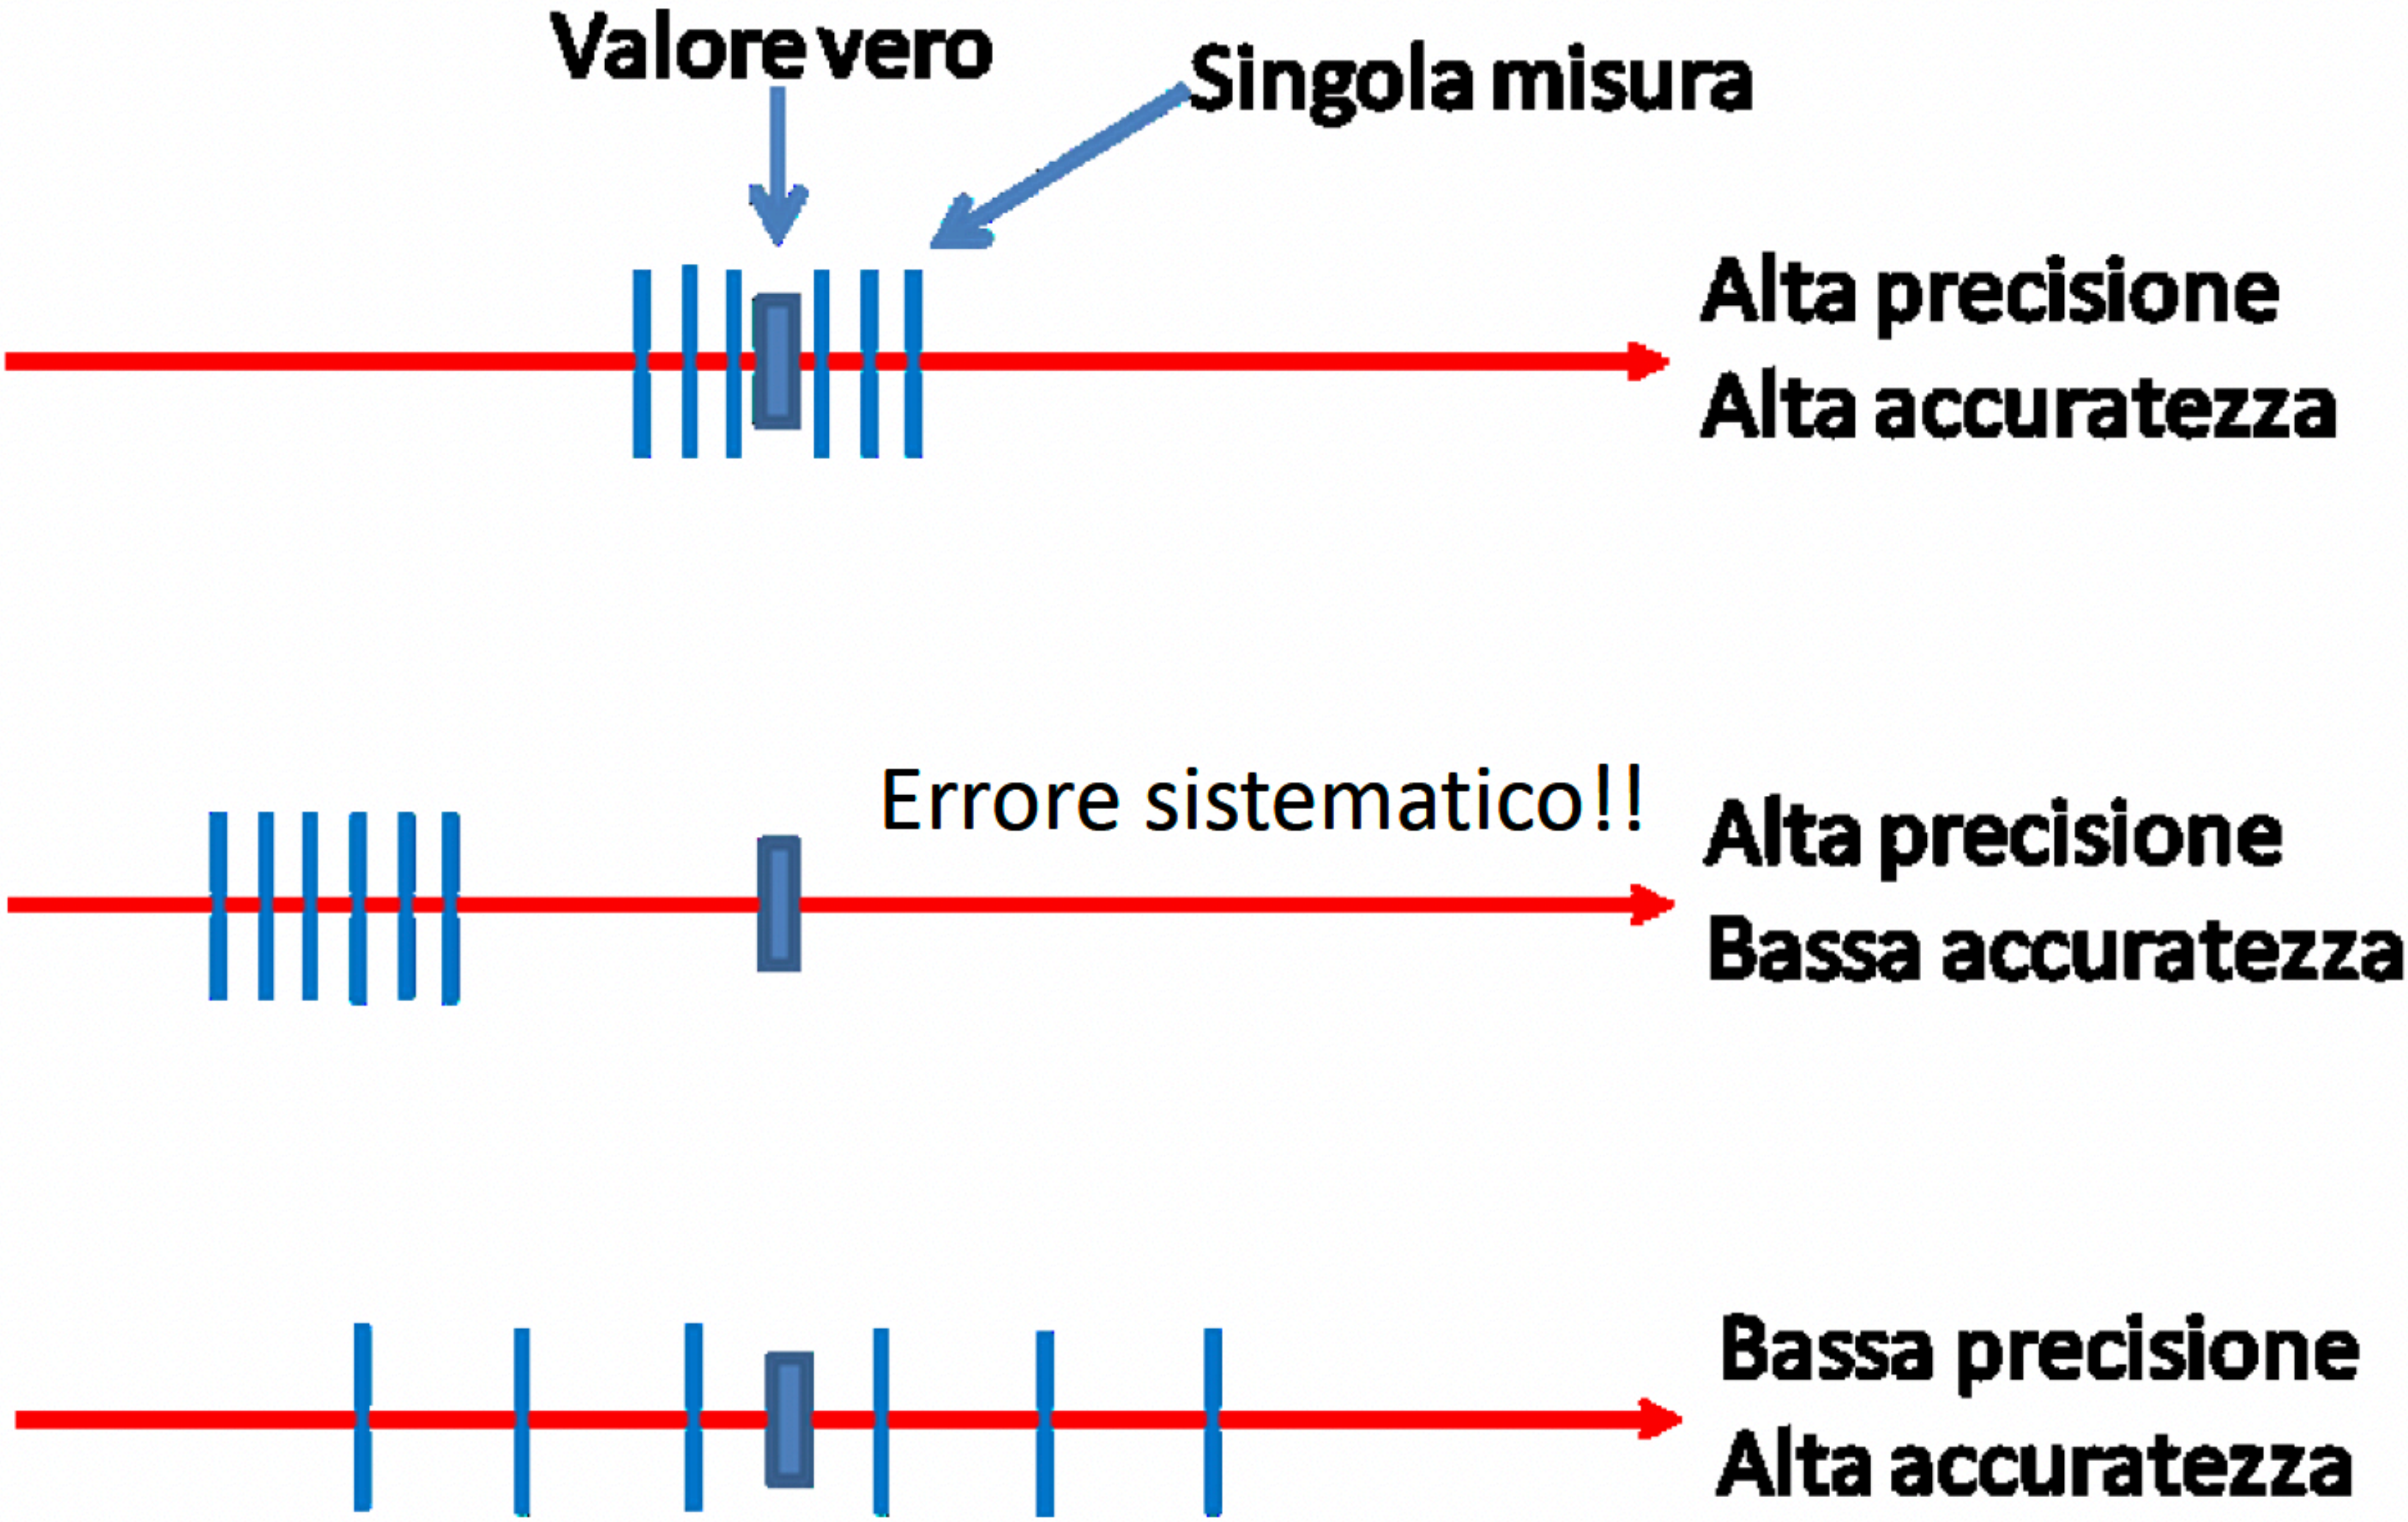 Valore vero
Singola misura
Alta precisione
Alta accuratezza
Errore sistematico!!
Alta precisione
Bassa accuratezza
Bassa precisione
Alta accuratezza